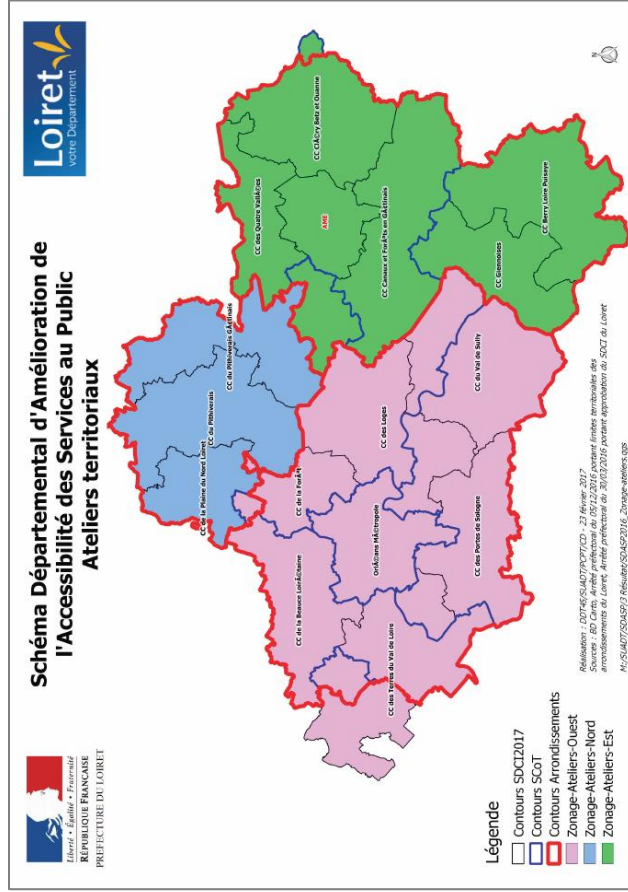 Liberté • Égalité • Fraternité
RÉPUBLIQUE FRANÇAISE
PREFECTURE DU LOIRET
Schéma Départemental d'Amélioration de
l'Accessibilité des Services au Public
Ateliers territoriaux
Loiret
votre Département
N
CC de la Plaine du Nord Loiret
CC du Pithiverais
CC du Pithiverais GÃ¢tinais
CC des Quatre VallÃ©es
CC ClÃ©ry Betz et Ouanne
AME
CC de la Beauce LoirÃ©taine
CC de la ForÃªt
CC des Loges
CC Canaux et ForÃªts en GÃ¢tinais
OrlÃ©ans MÃ©tropole
CC des Terres du Val de Loire
CC des Portes de Sologne
CC du Val de Sully
CC Giennoises
CC Berry Loire Puisaye
Légende
Contours SDCI2017
Contours SCoT
Contours Arrondissements
Zonage-Ateliers-Ouest
Zonage-Ateliers-Nord
Zonage-Ateliers-Est
Réalisation : DDT45/SUADT/PCPT/CD - 23 février 2017
Sources : BD Carto, Arrêté préfectoral du 05/12/2016 portant limites territoriales des
arrondissements du Loiret, Arrêté préfectoral du 30/03/2016 portant approbation du SDCI du Loiret
M:/SUADT/SDASP/3 Résultat/SDASP2016_Zonage-ateliers.qgs